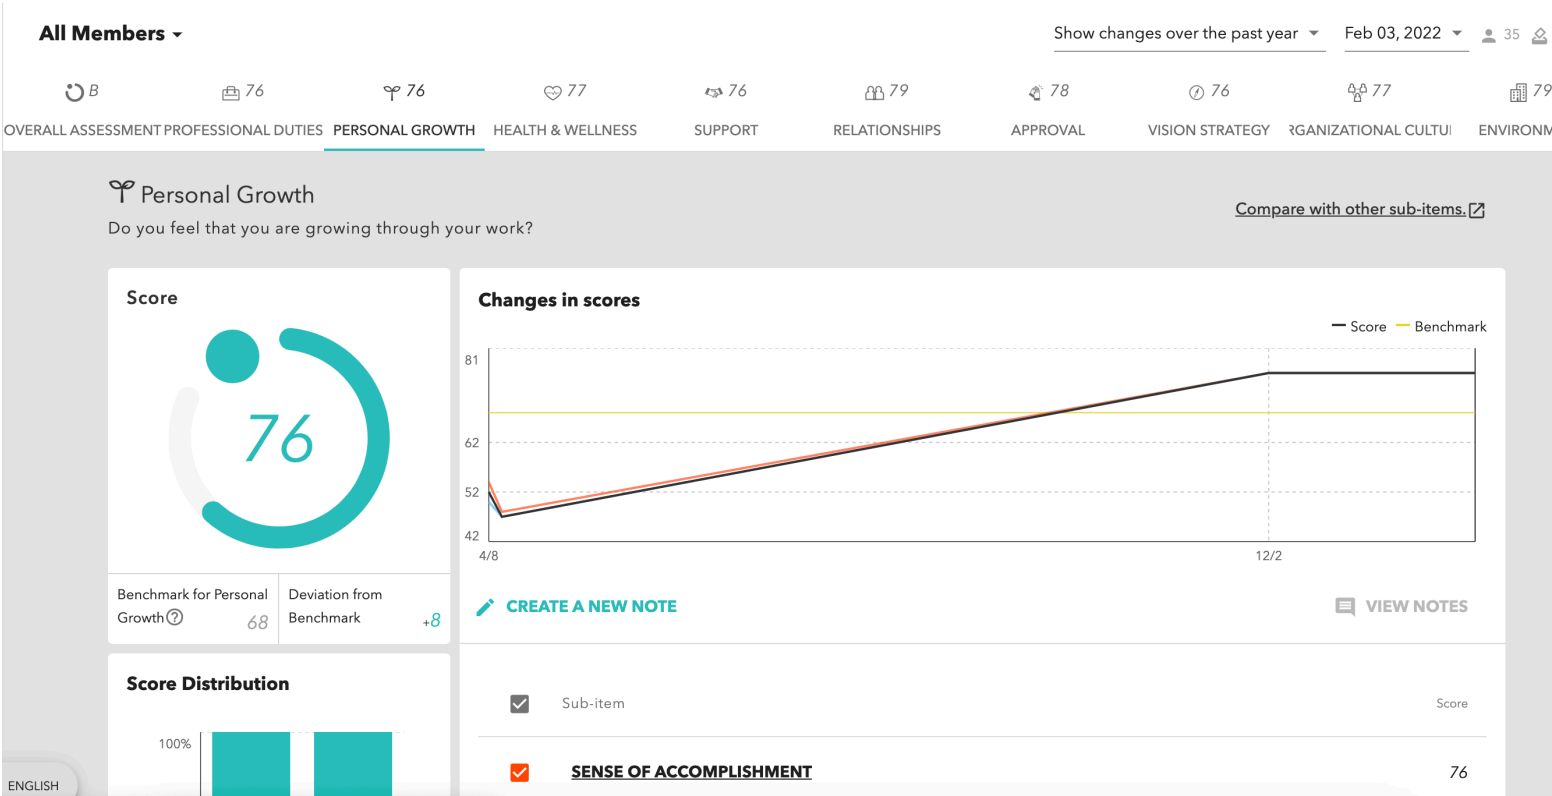 All Members
Show changes over the past year
Feb 03, 2022
35
B
76
76
77
76
79
78
76
77
79
OVERALL ASSESSMENT
PROFESSIONAL DUTIES
PERSONAL GROWTH
HEALTH & WELLNESS
SUPPORT
RELATIONSHIPS
APPROVAL
VISION STRATEGY
RGANIZATIONAL CULTU
ENVIRONM
Personal Growth
Do you feel that you are growing through your work?
Compare with other sub-items.
Score
76
Benchmark for Personal
Growth
68
Deviation from
Benchmark
+8
Changes in scores
Score
Benchmark
81
62
52
42
4/8
12/2
CREATE A NEW NOTE
VIEW NOTES
Score Distribution
100%
Sub-item
Score
SENSE OF ACCOMPLISHMENT
76
ENGLISH